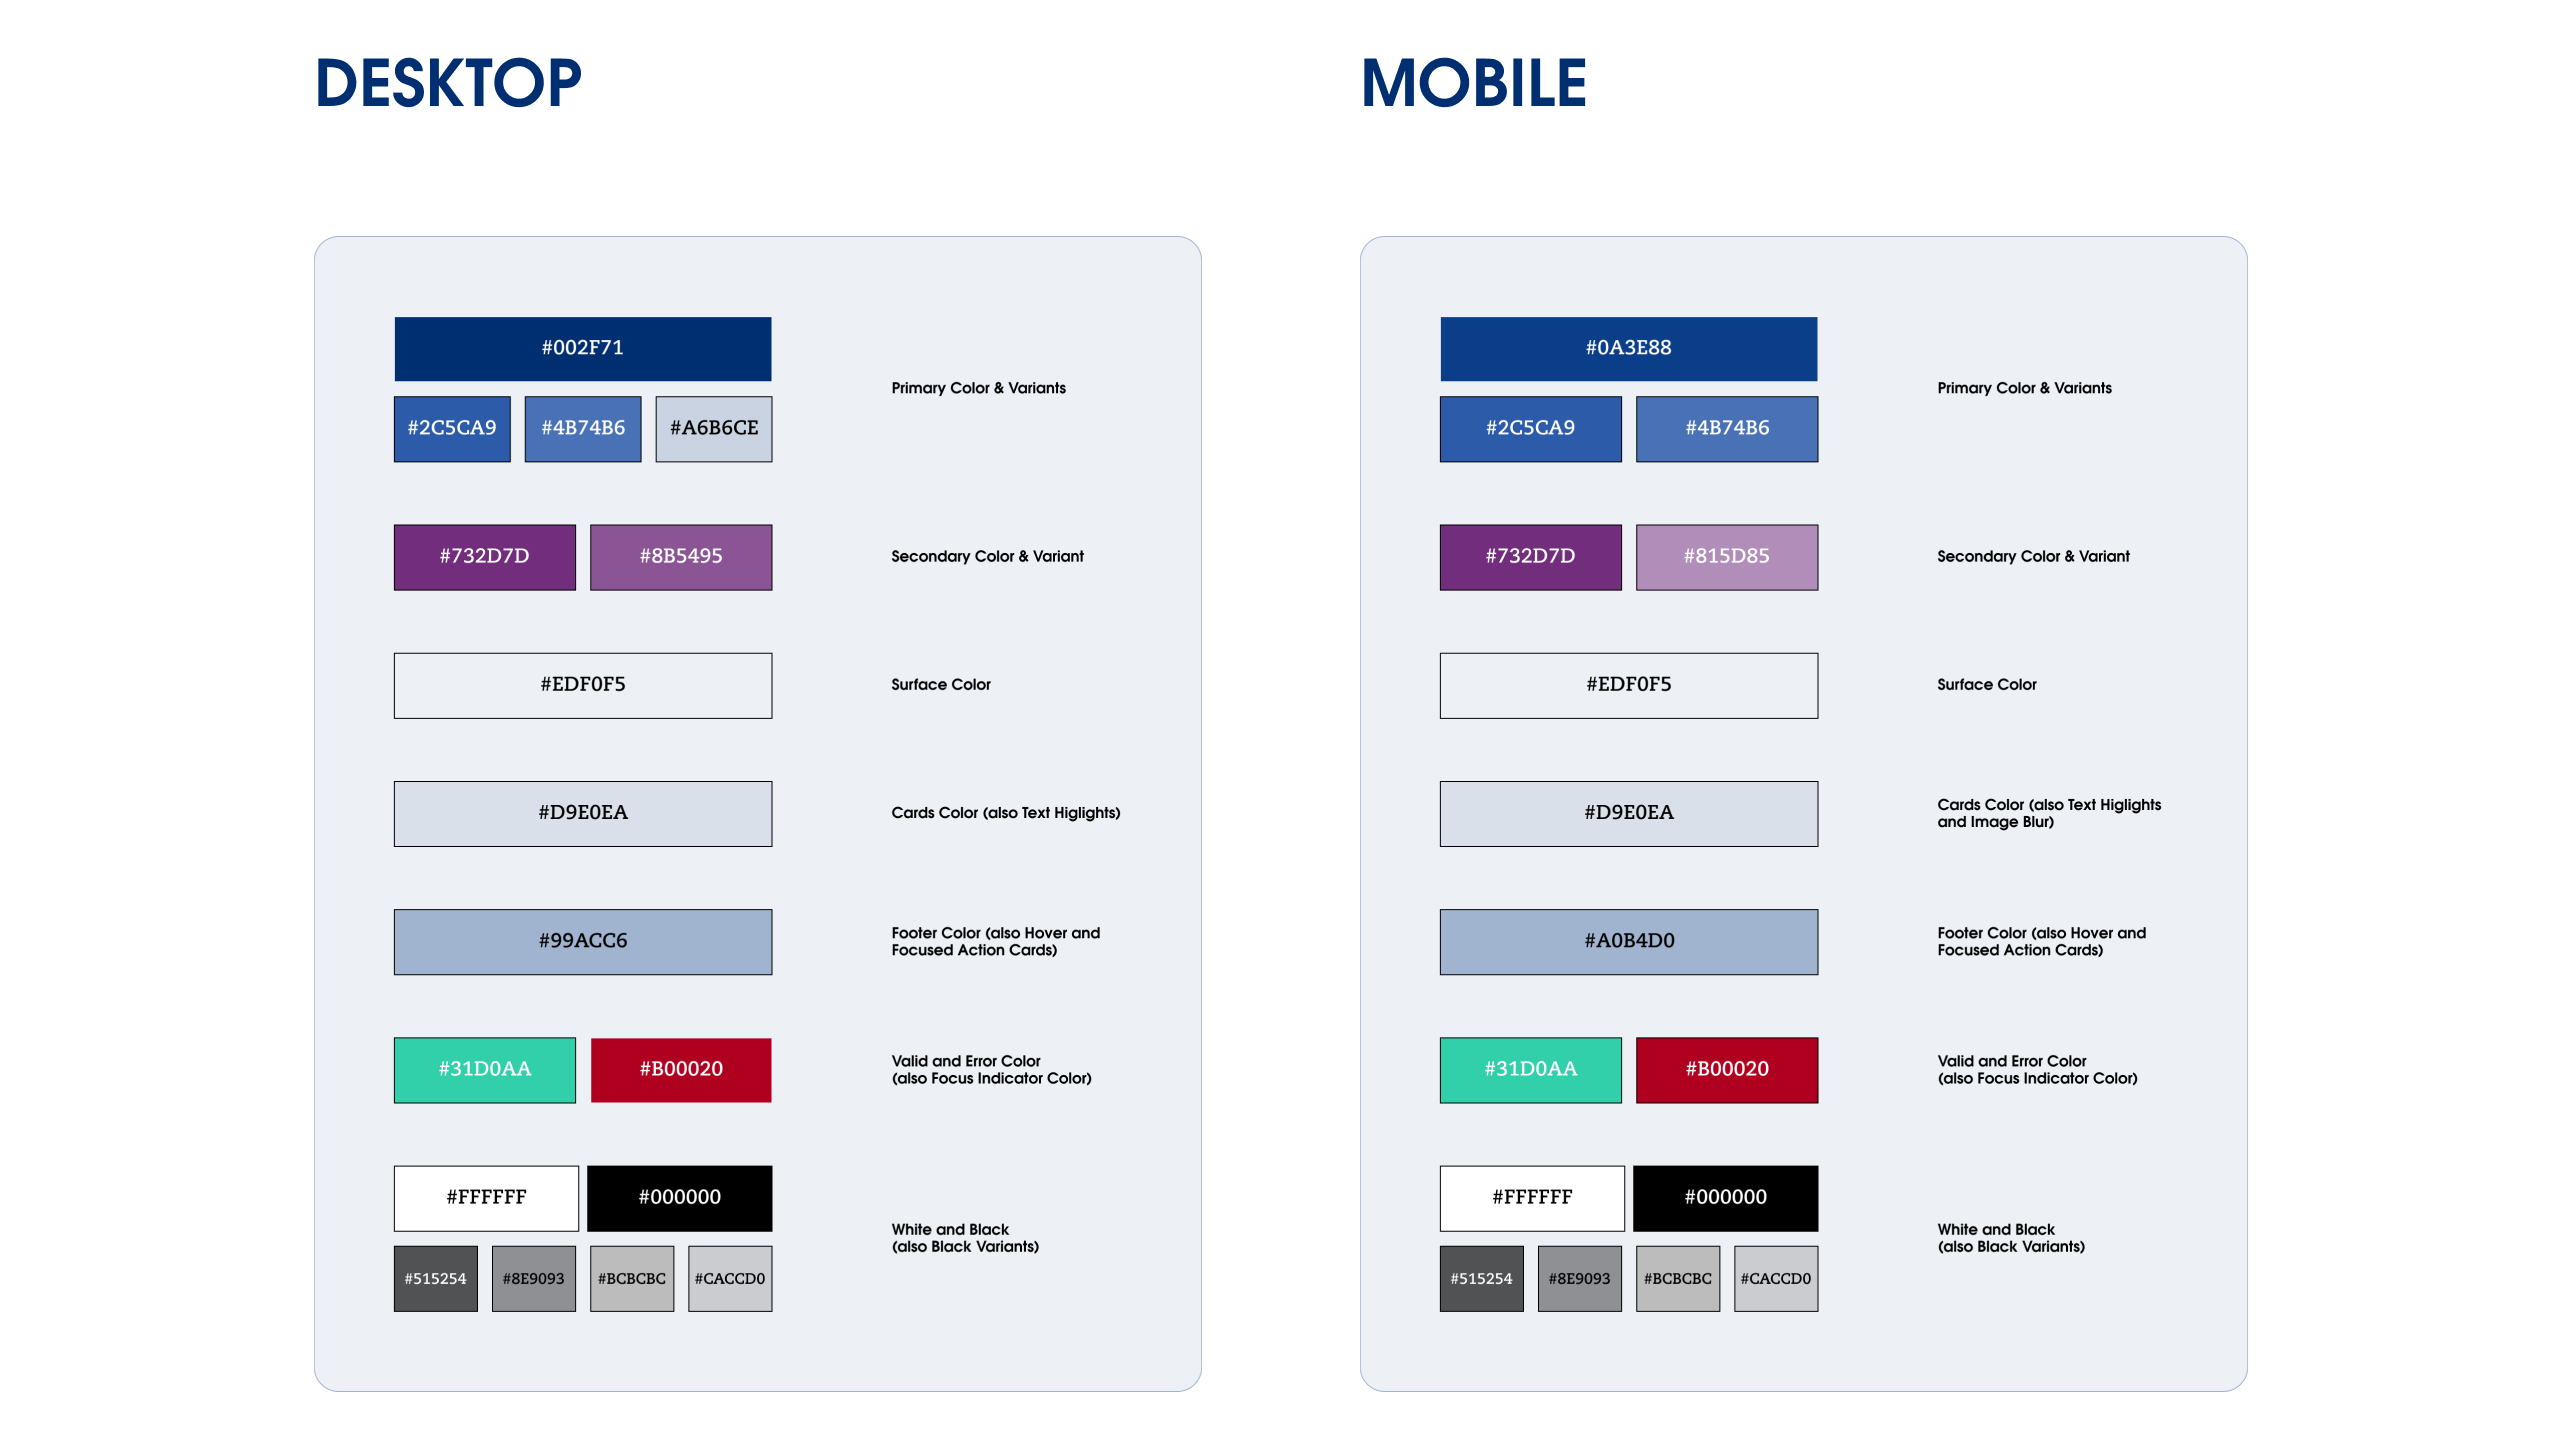 DESKTOP
#002F71
#2C5CA9 #4B74B6 #A6B6CE
Primary Color & Variants
#732D7D #8B5495
Secondary Color & Variant
#EDF0F5
Surface Color
#D9E0EA
Cards Color (also Text Higlights)
#99ACC6
Footer Color (also Hover and
Focused Action Cards)
#31D0AA #B00020
Valid and Error Color
(also Focus Indicator Color)
#FFFFFF #000000
#515254 #8E9093 #BCBCBC #CACCD0
White and Black
(also Black Variants)
MOBILE
#0A3E88
#2C5CA9 #4B74B6
Primary Color & Variants
#732D7D #815D85
Secondary Color & Variant
#EDF0F5
Surface Color
#D9E0EA
Cards Color (also Text Higlights
and Image Blur)
#A0B4D0
Footer Color (also Hover and
Focused Action Cards)
#31D0AA #B00020
Valid and Error Color
(also Focus Indicator Color)
#FFFFFF #000000
#515254 #8E9093 #BCBCBC #CACCD0
White and Black
(also Black Variants)